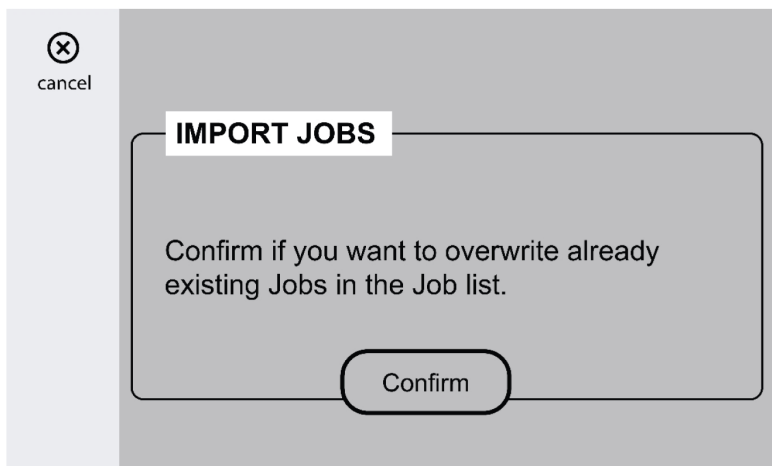 cancel
IMPORT JOBS
Confirm if you want to overwrite already
existing Jobs in the Job list.
Confirm